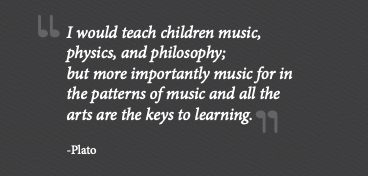 “
I would teach children music,
physics, and philosophy;
but more importantly music for in
the patterns of music and all the
arts are the keys to learning.
”
-Plato